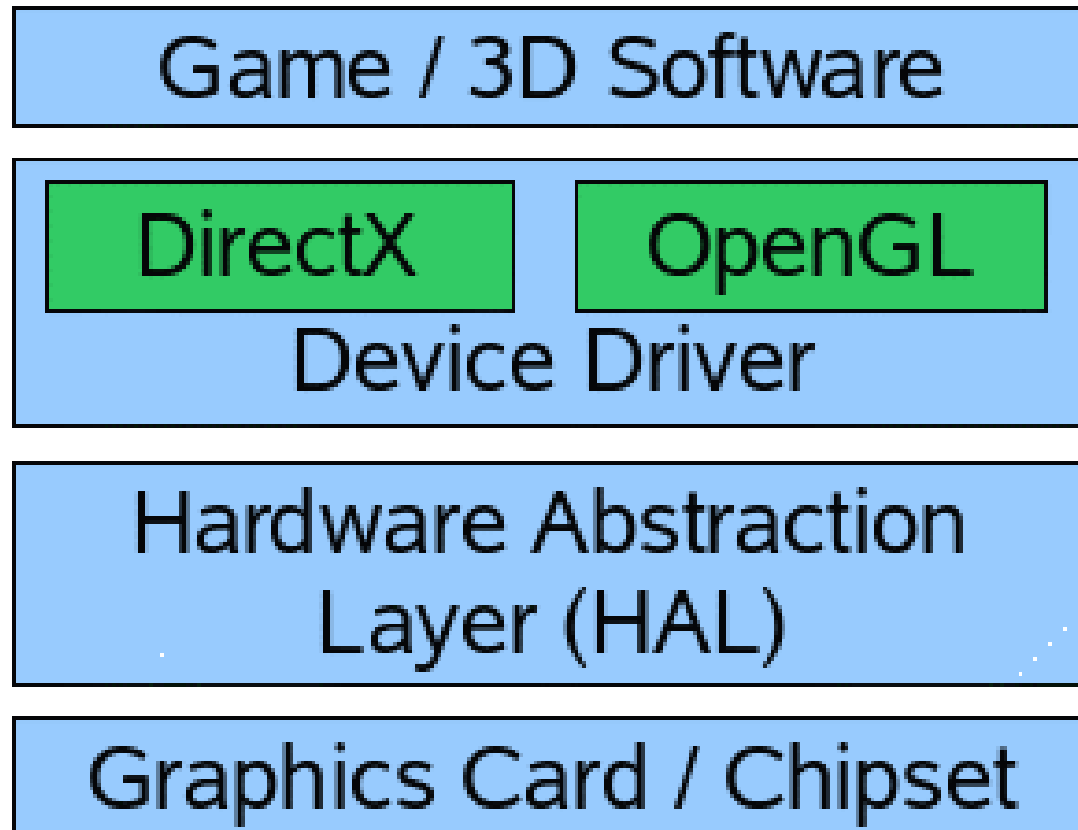 Game / 3D Software
DirectX OpenGL
Device Driver
Hardware Abstraction
Layer (HAL)
Graphics Card / Chipset